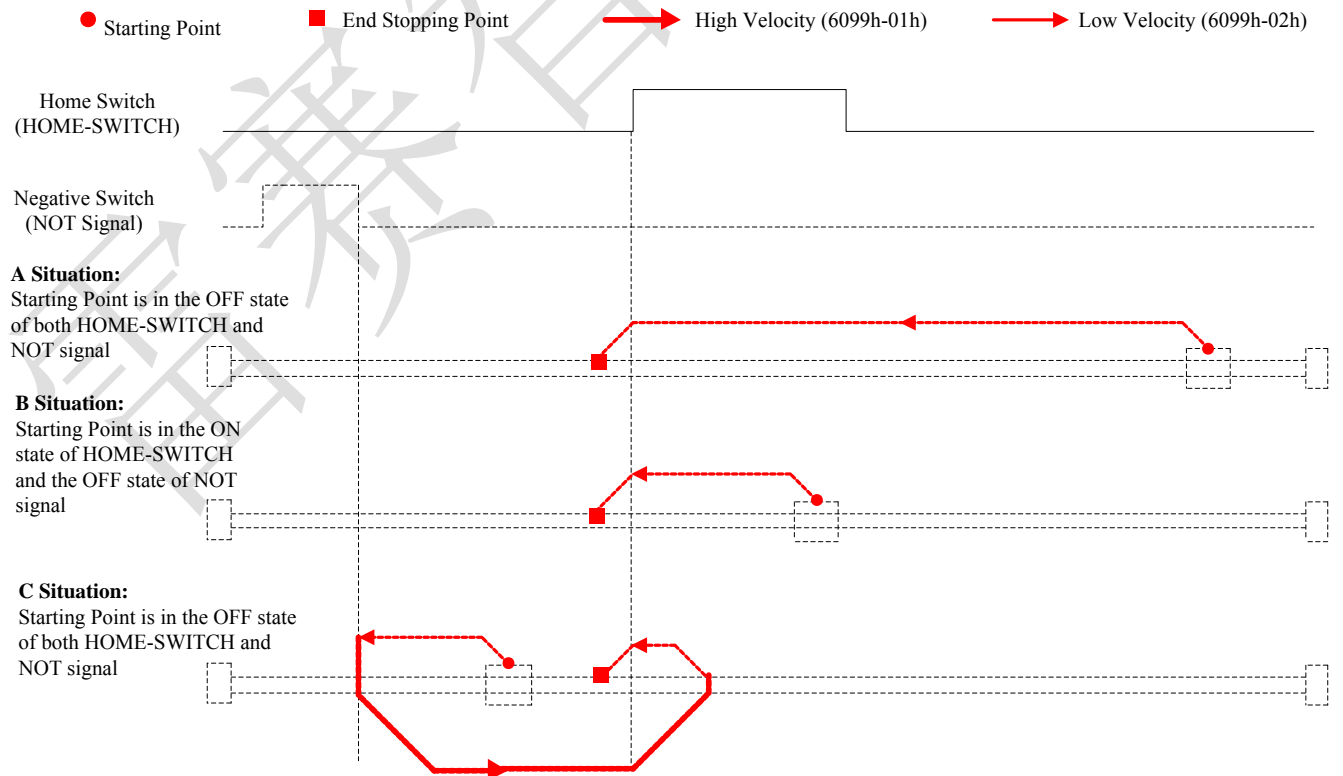 Starting Point
End Stopping Point
High Velocity (6099h-01h)
Low Velocity (6099h-02h)
Home Switch
(HOME-SWITCH)
Negative Switch
(NOT Signal)
A Situation:
Starting Point is in the OFF state
of both HOME-SWITCH and
NOT signal
B Situation:
Starting Point is in the ON
state of HOME-SWITCH
and the OFF state of NOT
signal
C Situation:
Starting Point is in the OFF state
of both HOME-SWITCH and
NOT signal
雷赛